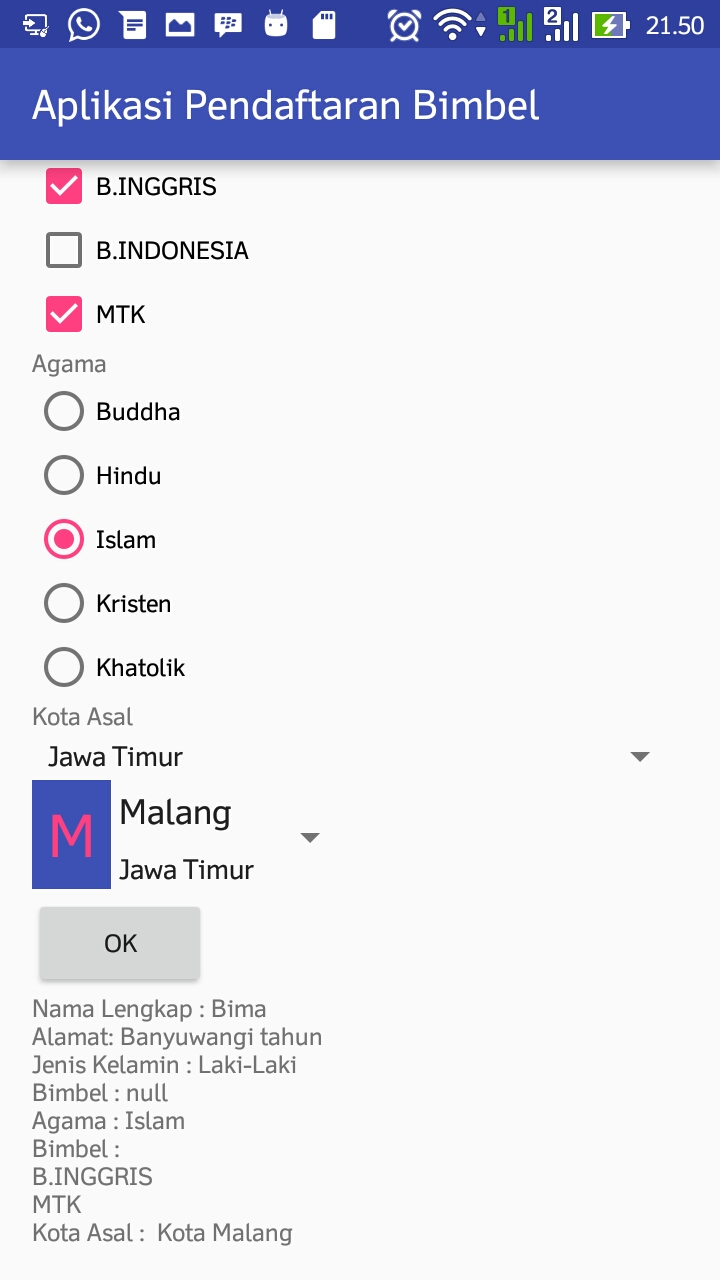 1
2
21.50
Aplikasi Pendaftaran Bimbel
B.INGGRIS
B.INDONESIA
MTK
Agama
Buddha
Hindu
Islam
Kristen
Khatolik
Kota Asal
Jawa Timur
M
Malang
Jawa Timur
OK
Nama Lengkap : Bima
Alamat: Banyuwangi tahun
Jenis Kelamin : Laki-Laki
Bimbel : null
Agama : Islam
Bimbel :
B.INGGRIS
MTK
Kota Asal :  Kota Malang